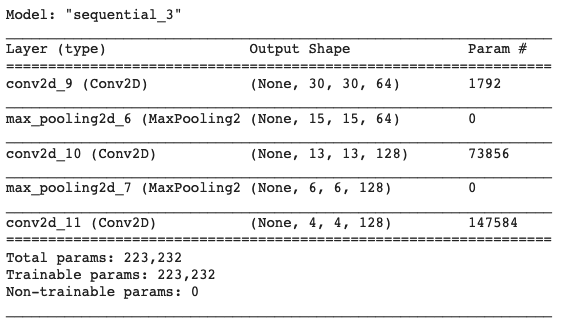 Model: "sequential_3"
Layer (type) Output Shape Param #
conv2d_9 (Conv2D) (None, 30, 30, 64) 1792
max_pooling2d_6 (MaxPooling2 (None, 15, 15, 64) 0
conv2d_10 (Conv2D) (None, 13, 13, 128) 73856
max_pooling2d_7 (MaxPooling2 (None, 6, 6, 128) 0
conv2d_11 (Conv2D) (None, 4, 4, 128) 147584
Total params: 223,232
Trainable params: 223,232
Non-trainable params: 0